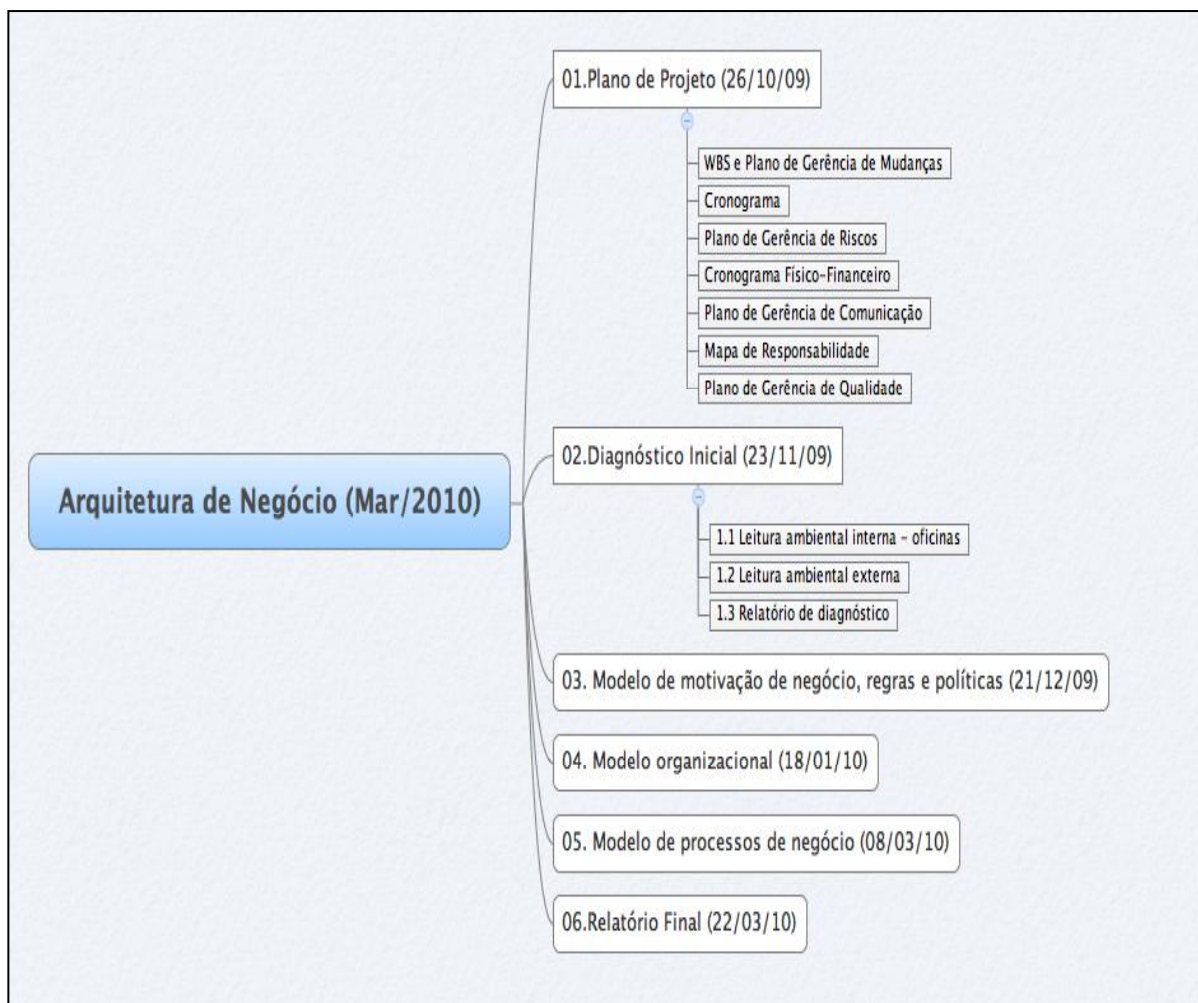 Arquitetura de Negócio (Mar/2010)
01.Plano de Projeto (26/10/09)
WBS e Plano de Gerência de Mudanças
Cronograma
Plano de Gerência de Riscos
Cronograma Físico-Financeiro
Plano de Gerência de Comunicação
Mapa de Responsabilidade
Plano de Gerência de Qualidade
02.Diagnóstico Inicial (23/11/09)
1.1 Leitura ambiental interna - oficinas
1.2 Leitura ambiental externa
1.3 Relatório de diagnóstico
03. Modelo de motivação de negócio, regras e políticas (21/12/09)
04. Modelo organizacional (18/01/10)
05. Modelo de processos de negócio (08/03/10)
06.Relatório Final (22/03/10)